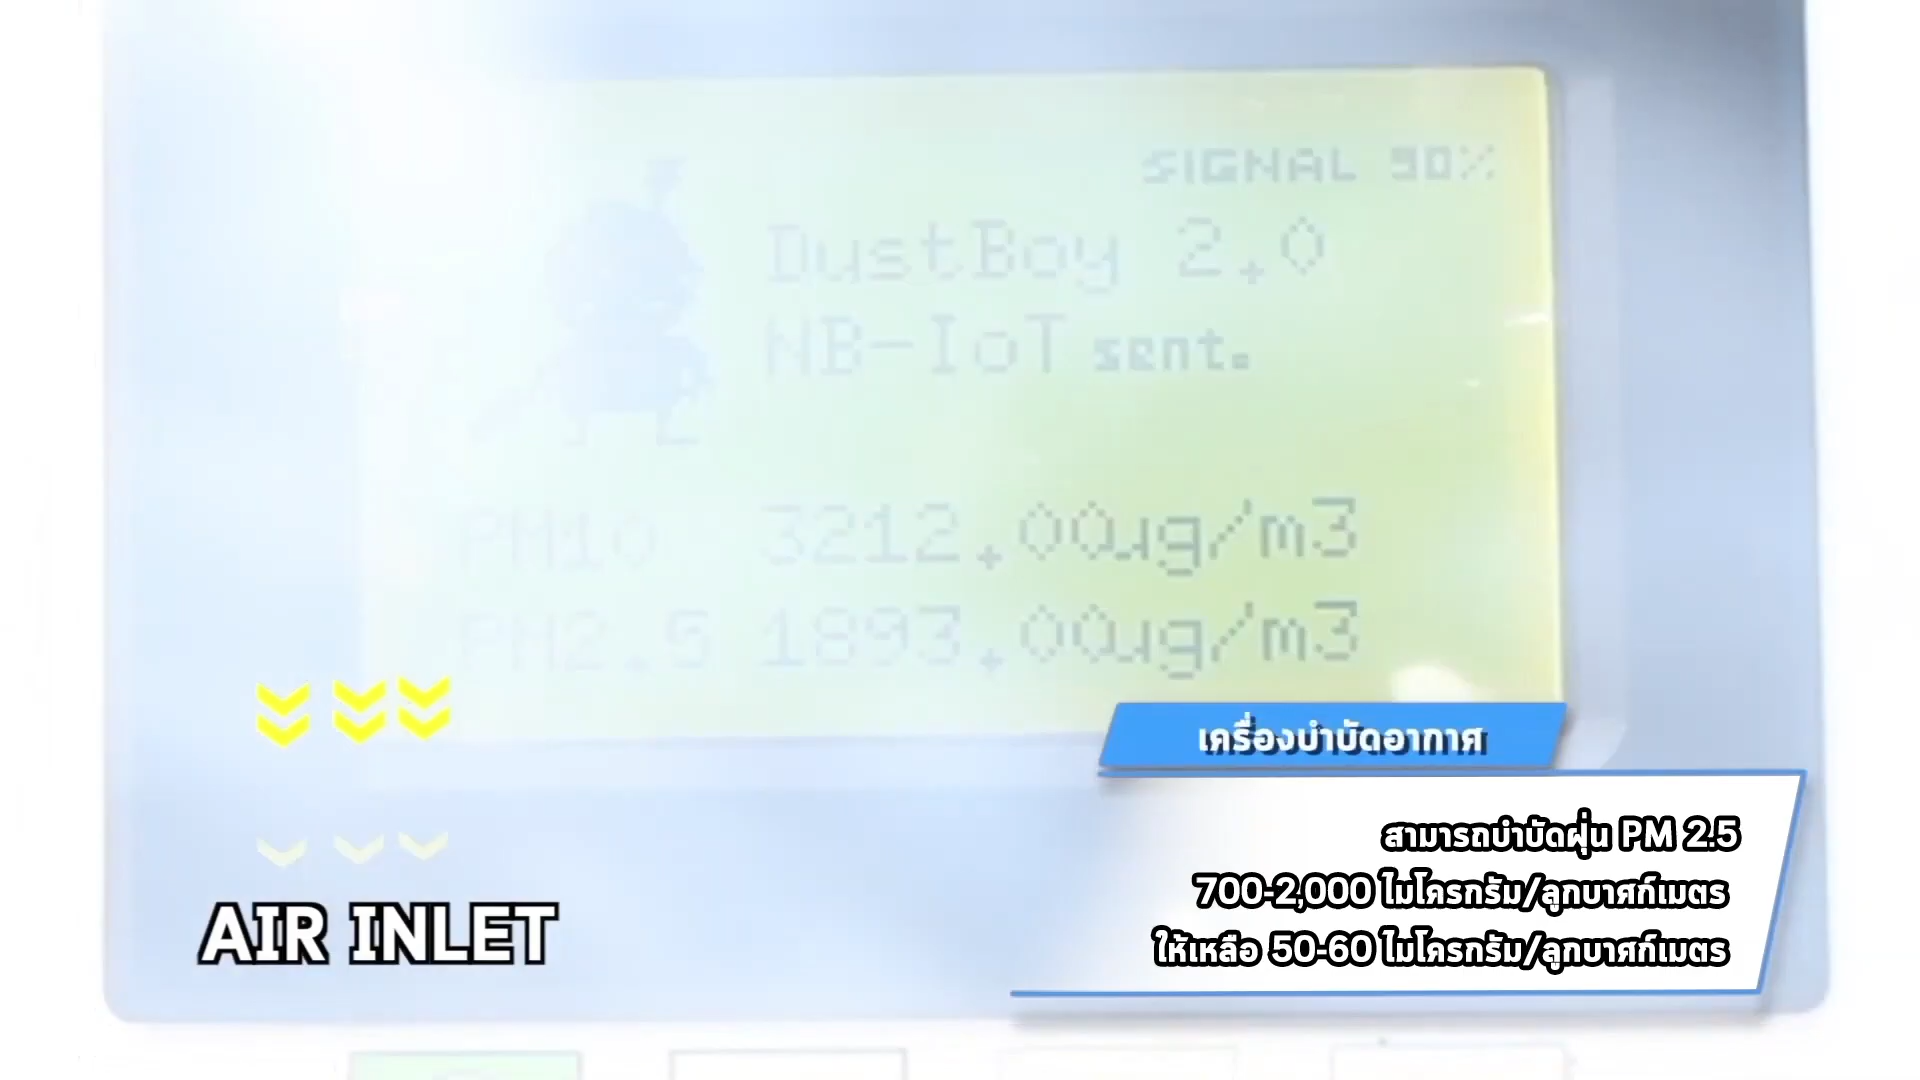 SIGNAL 90%
DustBoy 2.0
NB-IoT sent.
PM10 3212.00µg/m3
PM2.5 1893.00µg/m3
เครื่องบำบัดอากาศ
สามารถบำบัดฝุ่น PM 2.5
700-2,000 ไมโครกรัม/ลูกบาศก์เมตร
ให้เหลือ 50-60 ไมโครกรัม/ลูกบาศก์เมตร
AIR INLET